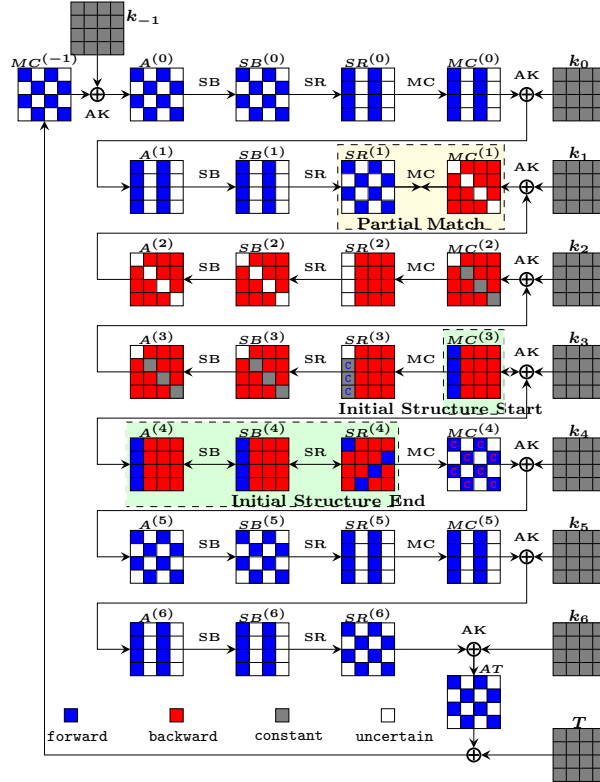 k₋₁
MC⁽⁻¹⁾ A⁽⁰⁾ SB⁽⁰⁾ SR⁽⁰⁾ MC⁽⁰⁾ k₀
SB SR MC AK
AK
A⁽¹⁾ SB⁽¹⁾ SR⁽¹⁾ MC⁽¹⁾ AK k₁
SB SR
Partial Match
A⁽²⁾ SB⁽²⁾ SR⁽²⁾ MC⁽²⁾ AK k₂
SB SR MC
A⁽³⁾ SB⁽³⁾ SR⁽³⁾ MC⁽³⁾ AK k₃
SB SR MC
C
C
C
Initial Structure Start
A⁽⁴⁾ SB⁽⁴⁾ SR⁽⁴⁾ MC⁽⁴⁾ AK k₄
SB SR MC
C C
C C
C C
C C
Initial Structure End
A⁽⁵⁾ SB⁽⁵⁾ SR⁽⁵⁾ MC⁽⁵⁾ AK k₅
SB SR MC
A⁽⁶⁾ SB⁽⁶⁾ SR⁽⁶⁾ AK k₆
SB SR
AT
T
forward backward constant uncertain